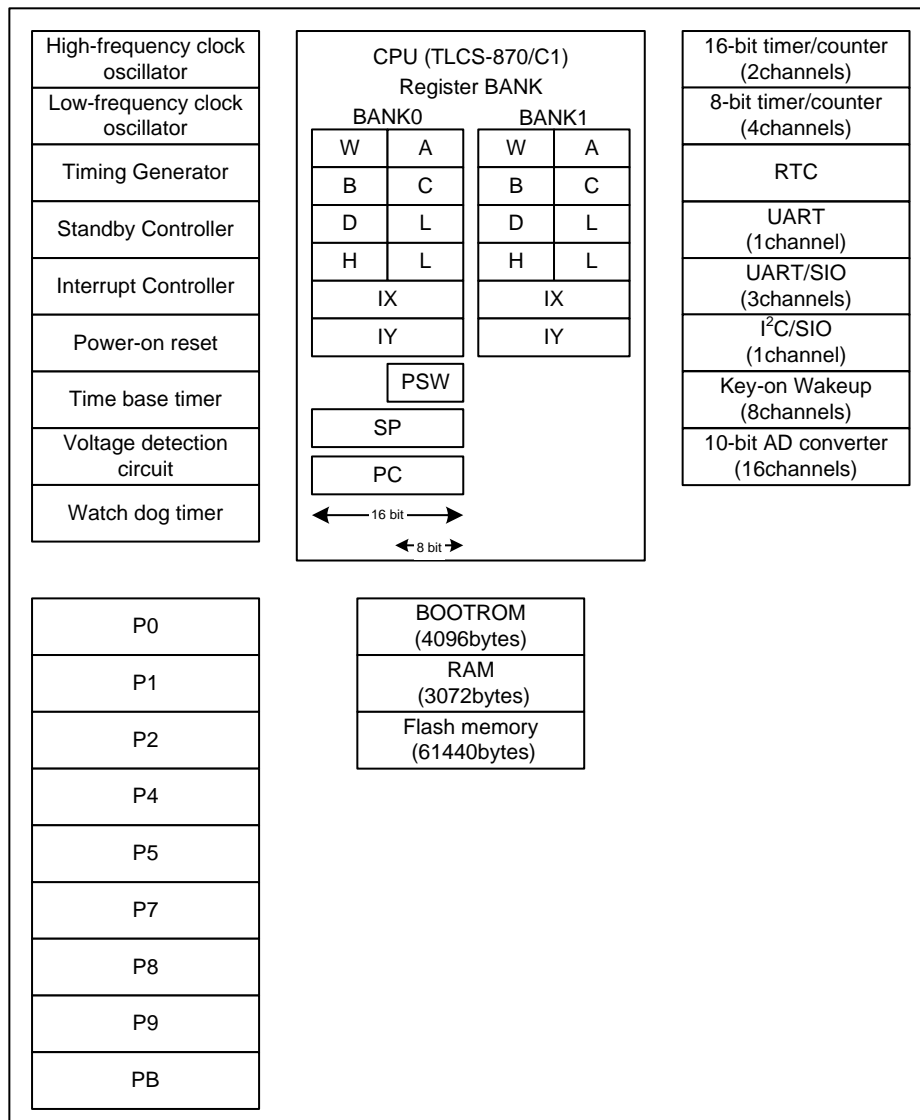 High-frequency clock
oscillator
Low-frequency clock
oscillator
Timing Generator
Standby Controller
Interrupt Controller
Power-on reset
Time base timer
Voltage detection
circuit
Watch dog timer
CPU (TLCS-870/C1)
Register BANK
BANK0
BANK1
W A W A
B C B C
D L D L
H L H L
IX IX
IY IY
PSW
SP
PC
16 bit
8 bit
16-bit timer/counter
(2channels)
8-bit timer/counter
(4channels)
RTC
UART
(1channel)
UART/SIO
(3channels)
I²C/SIO
(1channel)
Key-on Wakeup
(8channels)
10-bit AD converter
(16channels)
P0
P1
P2
P4
P5
P7
P8
P9
PB
BOOTROM
(4096bytes)
RAM
(3072bytes)
Flash memory
(61440bytes)